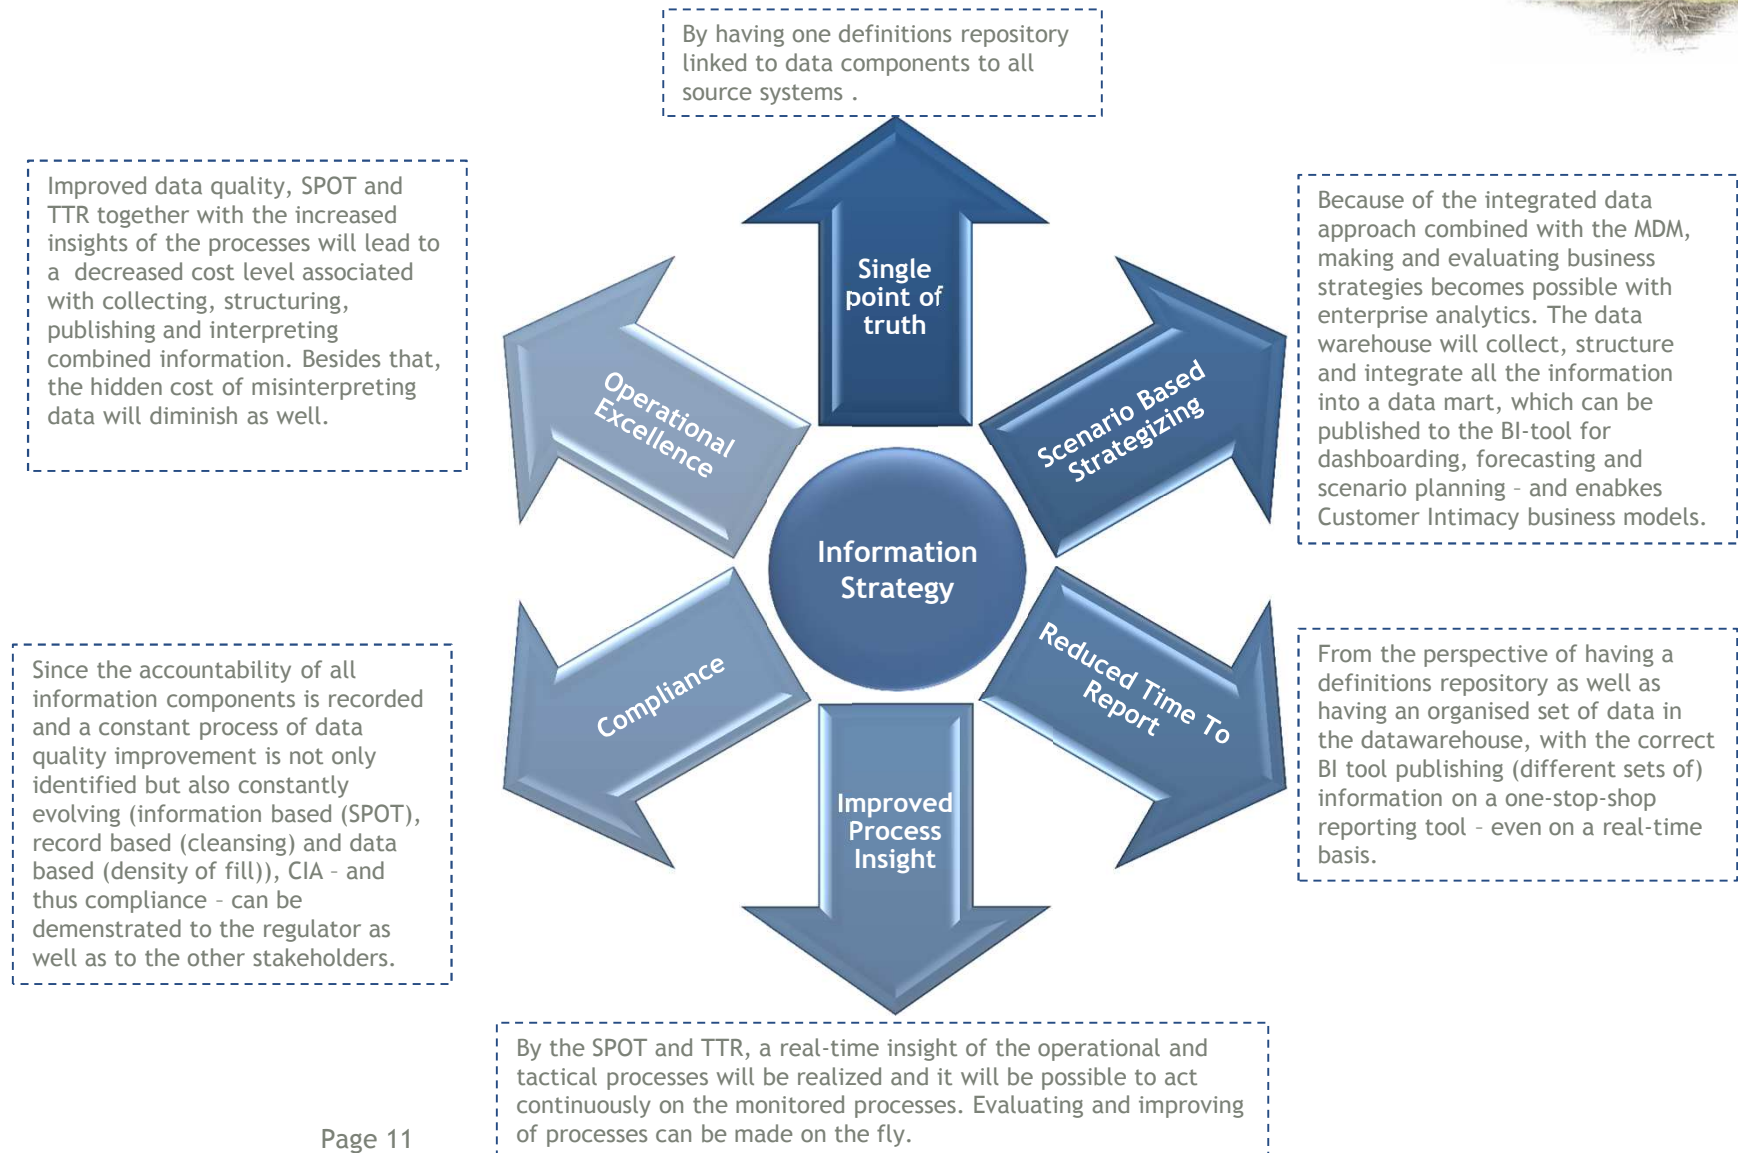 By having one definitions repository
linked to data components to all
source systems .
Improved data quality, SPOT and
TTR together with the increased
insights of the processes will lead to
a decreased cost level associated
with collecting, structuring,
publishing and interpreting
combined information. Besides that,
the hidden cost of misinterpreting
data will diminish as well.
Single
point of
truth
Because of the integrated data
approach combined with the MDM,
making and evaluating business
strategies becomes possible with
enterprise analytics. The data
warehouse will collect, structure
and integrate all the information
into a data mart, which can be
published to the BI-tool for
dashboarding, forecasting and
scenario planning – and enabkes
Customer Intimacy business models.
Operational
Excellence
Scenario Based
Strategizing
Information
Strategy
Since the accountability of all
information components is recorded
and a constant process of data
quality improvement is not only
identified but also constantly
evolving (information based (SPOT),
record based (cleansing) and data
based (density of fill)), CIA – and
thus compliance – can be
demenstrated to the regulator as
well as to the other stakeholders.
Compliance
Reduced Time To
Report
From the perspective of having a
definitions repository as well as
having an organised set of data in
the datawarehouse, with the correct
BI tool publishing (different sets of)
information on a one-stop-shop
reporting tool – even on a real-time
basis.
Improved
Process
Insight
By the SPOT and TTR, a real-time insight of the operational and
tactical processes will be realized and it will be possible to act
continuously on the monitored processes. Evaluating and improving
of processes can be made on the fly.
Page 11